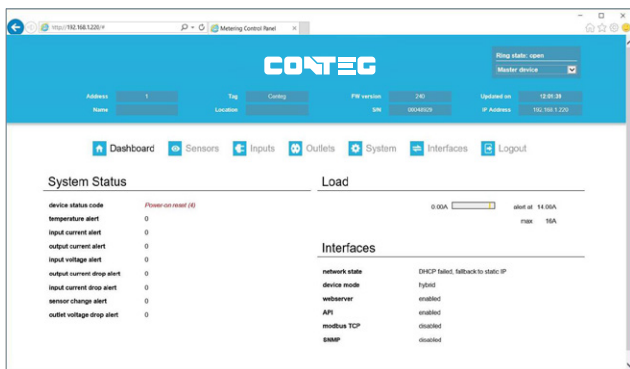 http://192.168.1.220/#
Metering Control Panel
CONTEG
Ring state: open
Master device
Address 1 Tag Conteg FW version 240 Updated on 12:01:39
Name Location S/N IP Address 192.168.1.220
Dashboard Sensors Inputs Outlets System Interfaces Logout
System Status
device status code Power-on reset (4)
temperature alert 0
input current alert 0
output current alert 0
input voltage alert 0
output current drop alert 0
input current drop alert 0
sensor change alert 0
outlet voltage drop alert 0
Load
0.00A alert at 14.08A
max 16A
Interfaces
network state DHCP failed, fallback to static IP
device mode hybrid
webserver enabled
API enabled
modbus TCP disabled
SNMP disabled